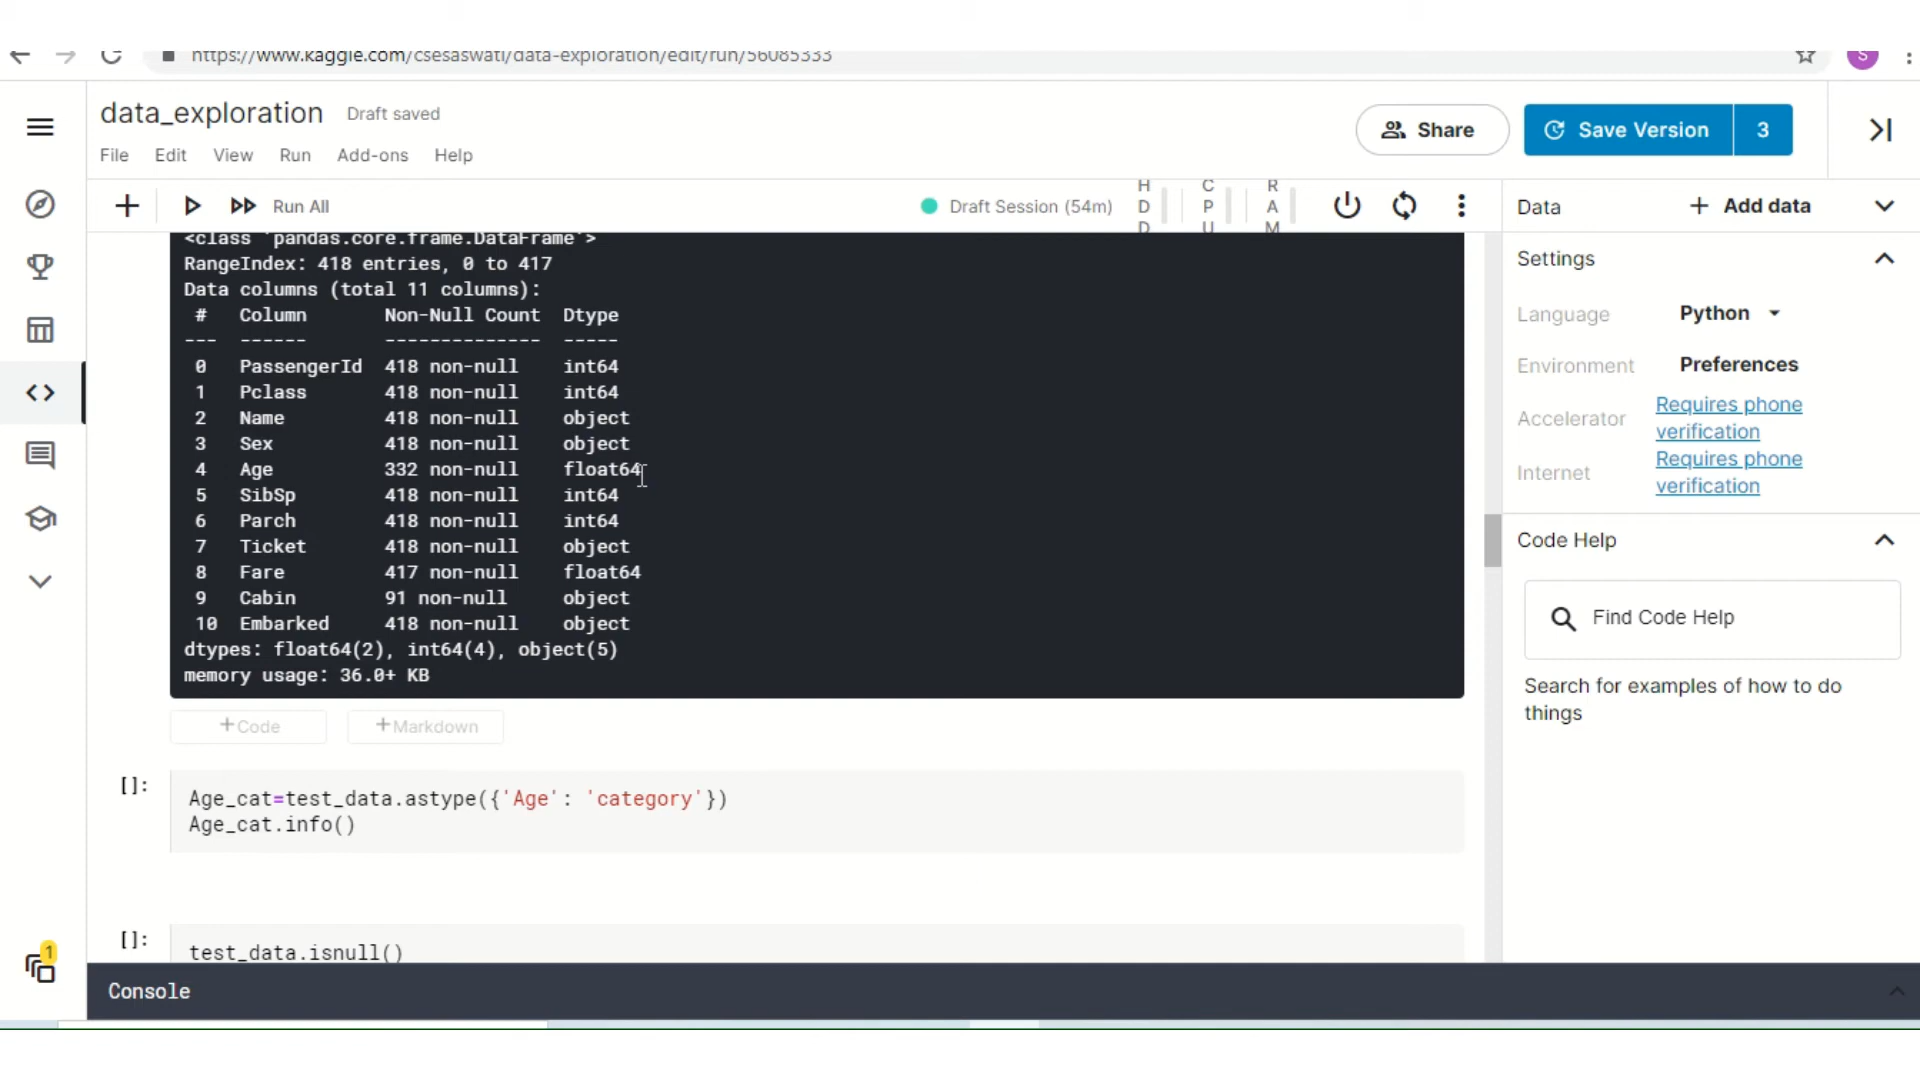 https://www.kaggle.com/csesaswati/data-exploration/edit/run/56085333
S
data_exploration Draft saved
File Edit View Run Add-ons Help
Share
Save Version 3
Run All
Draft Session (54m)
HDD
CPU
RAM
<class 'pandas.core.frame.DataFrame'>
RangeIndex: 418 entries, 0 to 417
Data columns (total 11 columns):
# Column Non-Null Count Dtype
--- ------ -------------- -----
0 PassengerId 418 non-null int64
1 Pclass 418 non-null int64
2 Name 418 non-null object
3 Sex 418 non-null object
4 Age 332 non-null float64
5 SibSp 418 non-null int64
6 Parch 418 non-null int64
7 Ticket 418 non-null object
8 Fare 417 non-null float64
9 Cabin 91 non-null object
10 Embarked 418 non-null object
dtypes: float64(2), int64(4), object(5)
memory usage: 36.0+ KB
+Code +Markdown
[]:
Age_cat=test_data.astype({'Age': 'category'})
Age_cat.info()
[]:
test_data.isnull()
1
Console
Data + Add data
Settings
Language Python
Environment Preferences
Accelerator Requires phone
verification
Internet Requires phone
verification
Code Help
Find Code Help
Search for examples of how to do
things